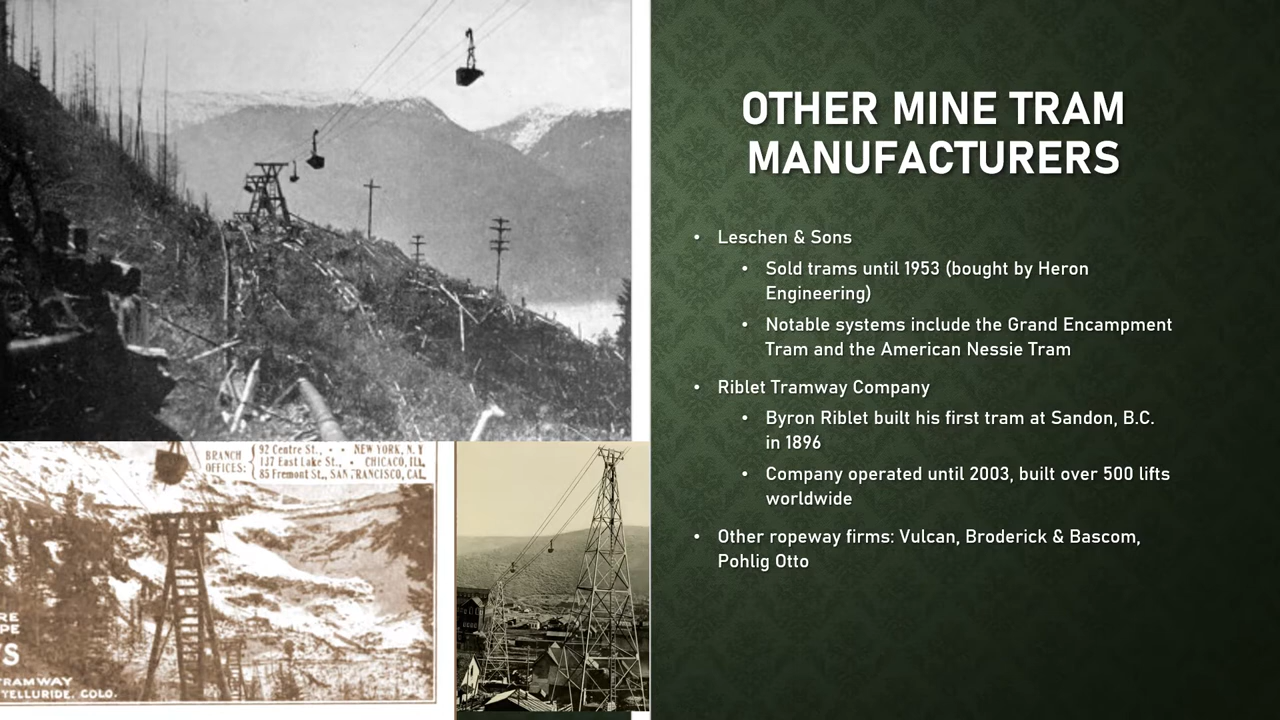 OTHER MINE TRAM
MANUFACTURERS
• Leschen & Sons
• Sold trams until 1953 (bought by Heron
Engineering)
• Notable systems include the Grand Encampment
Tram and the American Nessie Tram
• Riblet Tramway Company
• Byron Riblet built his first tram at Sandon, B.C.
in 1896
• Company operated until 2003, built over 500 lifts
worldwide
• Other ropeway firms: Vulcan, Broderick & Bascom,
Pohlig Otto
BRANCH
OFFICES:
92 Centre St., - - NEW YORK, N.Y
137 East Lake St., - CHICAGO, ILL.
85 Fremont St., SAN FRANCISCO, CAL.
RE
PE
YS
TRAMWAY
YELLURIDE, COLO.